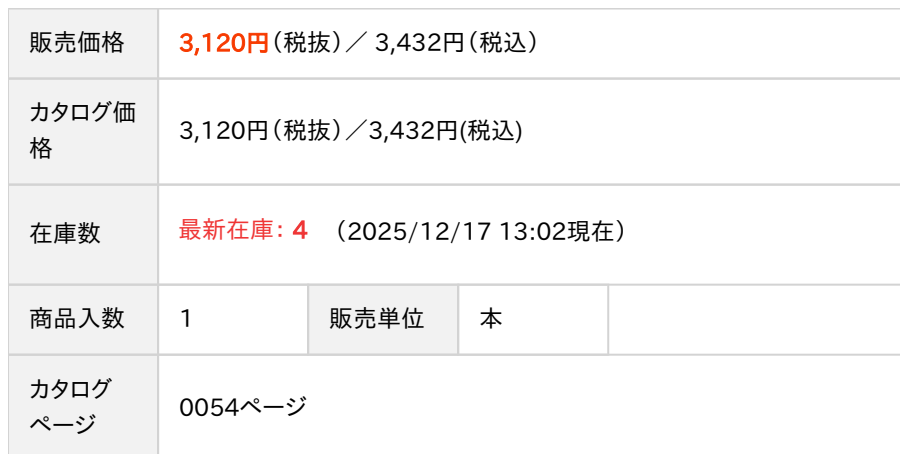 販売価格
3,120円(税抜)／ 3,432円(税込)
カタログ価
格
3,120円(税抜)／3,432円(税込)
在庫数
最新在庫: 4 (2025/12/17 13:02現在)
商品入数
1
販売単位
本
カタログ
ページ
0054ページ